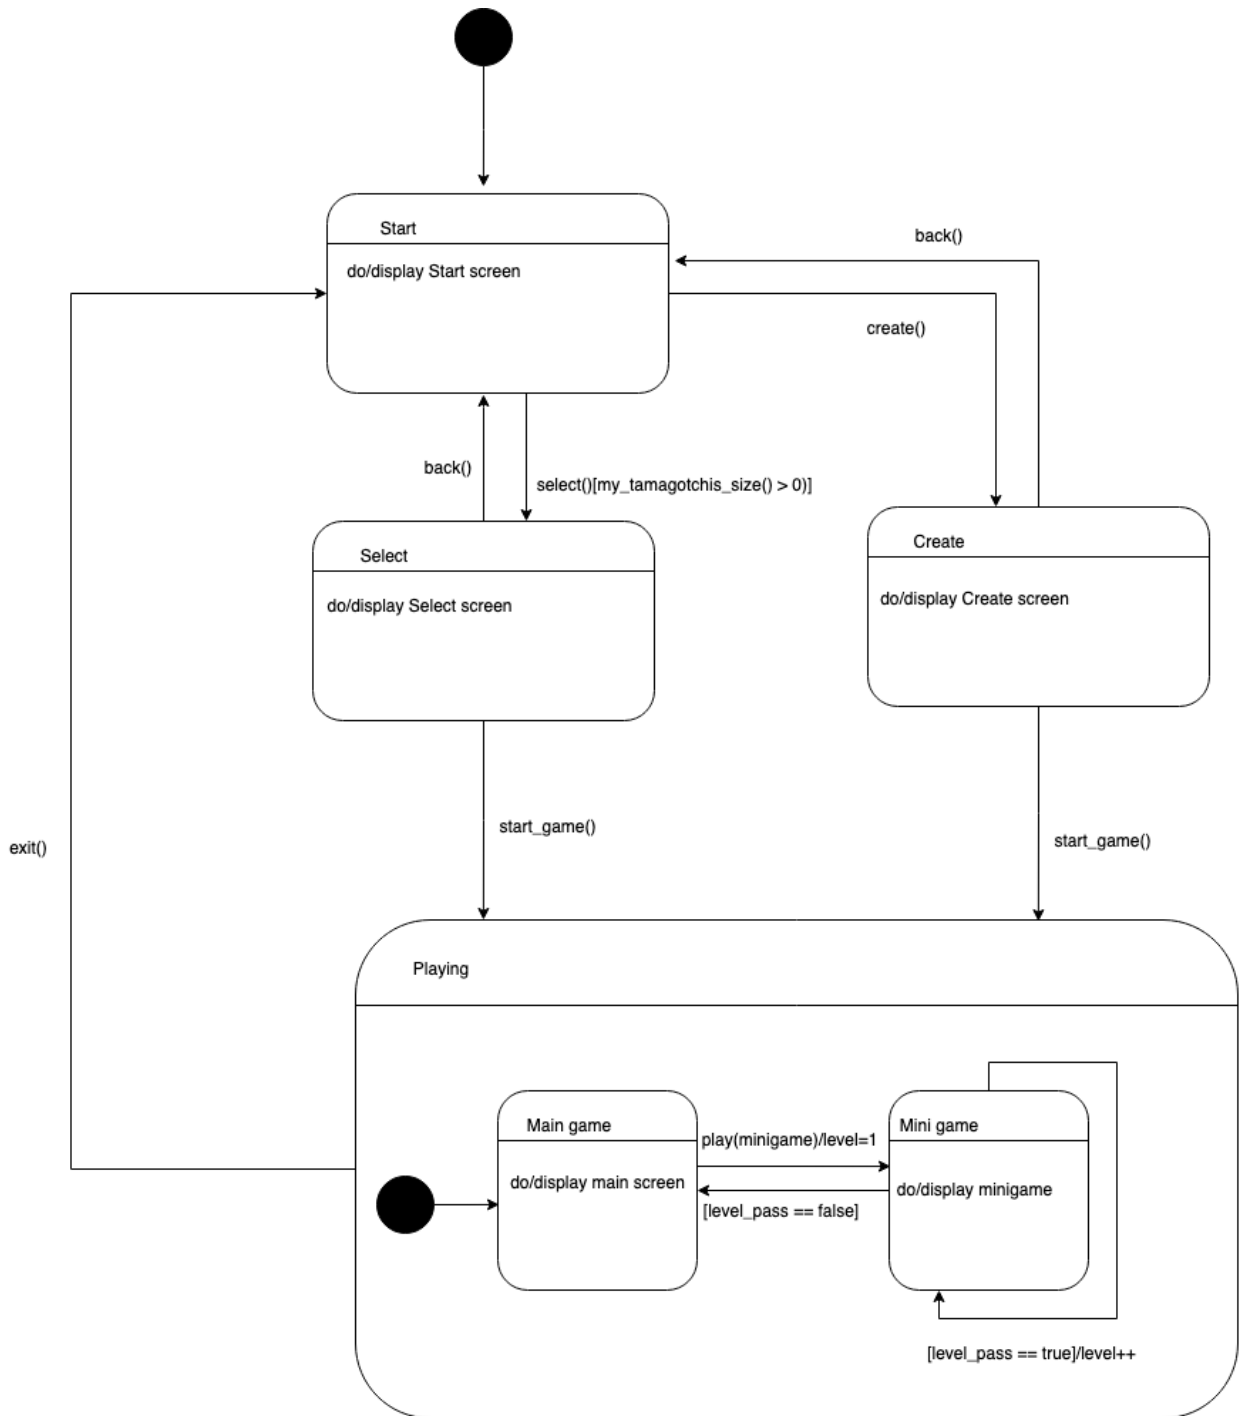 Start
do/display Start screen
back()
create()
back()
select()[my_tamagotchis_size() > 0)]
Select
do/display Select screen
Create
do/display Create screen
start_game()
start_game()
exit()
Playing
Main game
do/display main screen
play(minigame)/level=1
[level_pass == false]
Mini game
do/display minigame
[level_pass == true]/level++